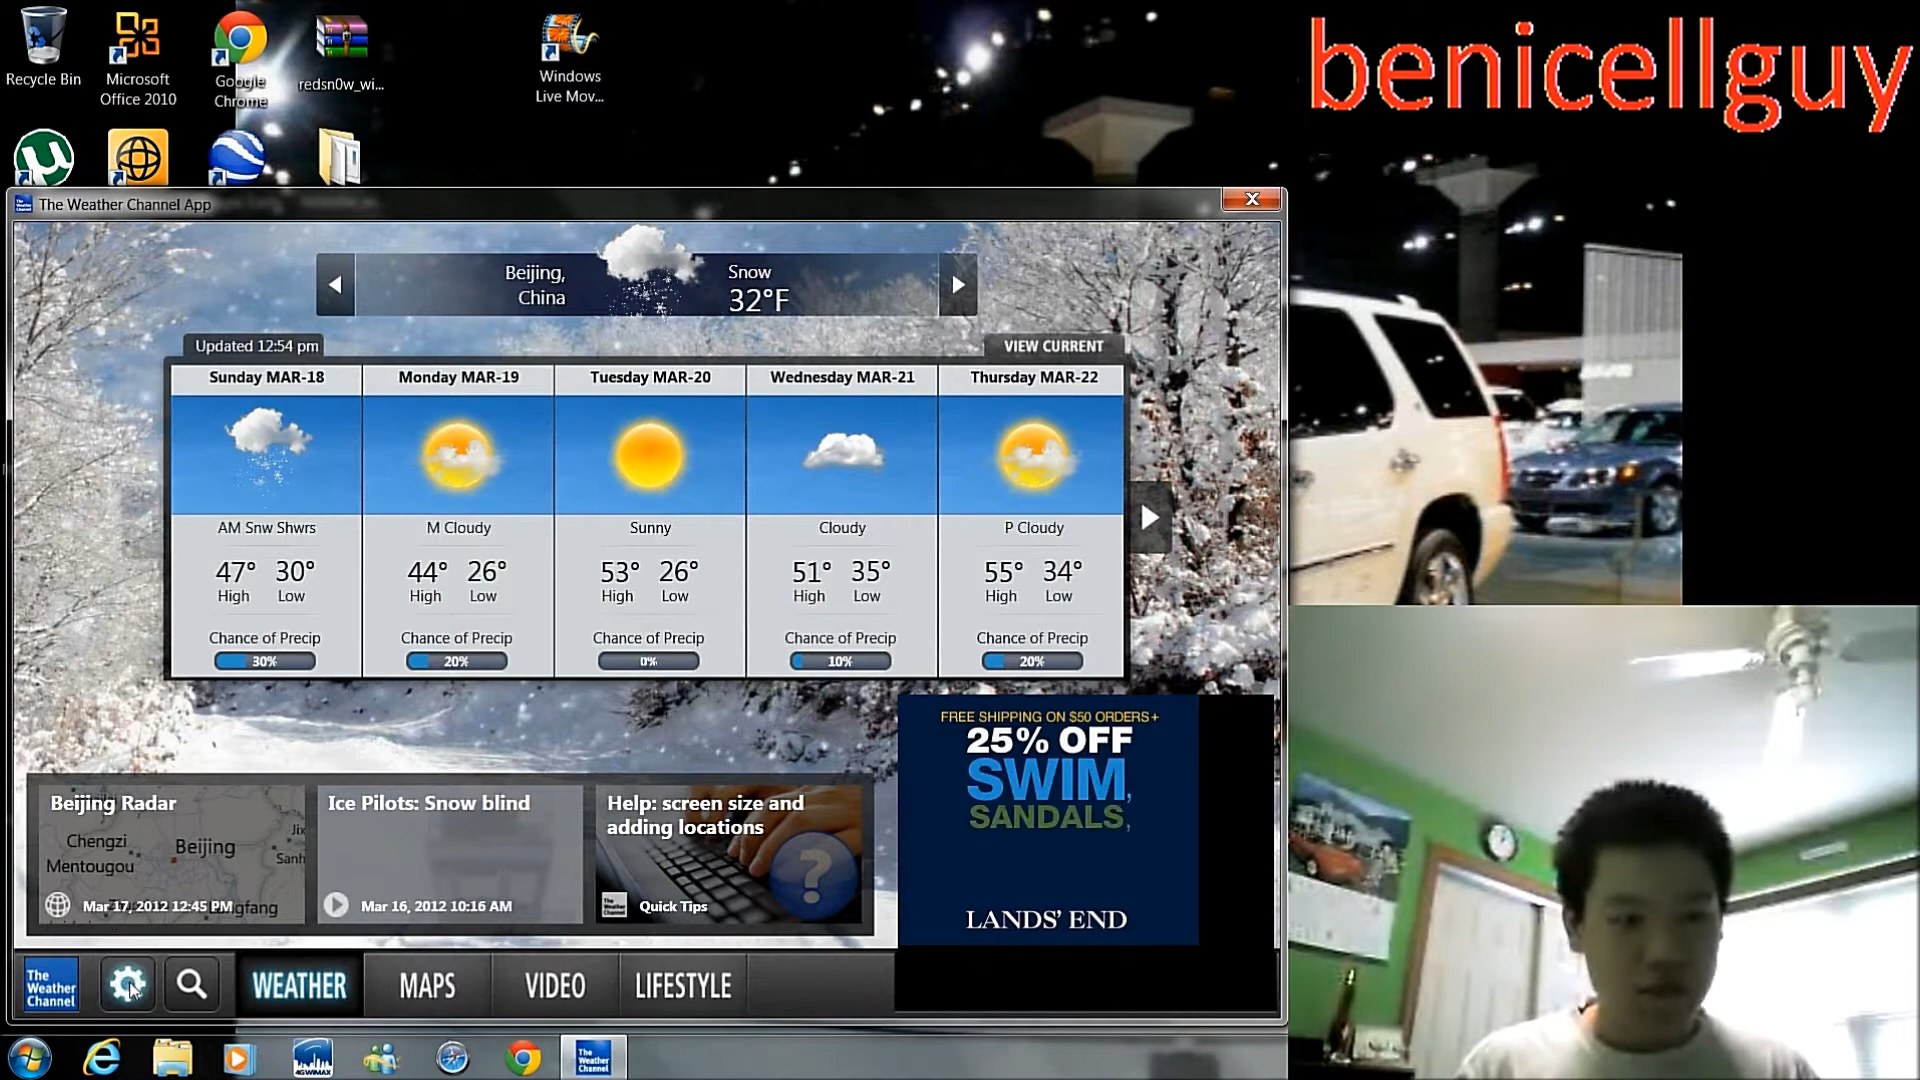 benicellguy
Recycle Bin
Microsoft
Office 2010
Google
Chrome
redsn0w_wi...
Windows
Live Mov...
The Weather Channel App
Beijing,
China
Snow
32°F
Updated 12:54 pm
VIEW CURRENT
Sunday MAR-18
AM Snw Shwrs
47° 30°
High Low
Chance of Precip
30%
Monday MAR-19
M Cloudy
44° 26°
High Low
Chance of Precip
20%
Tuesday MAR-20
Sunny
53° 26°
High Low
Chance of Precip
0%
Wednesday MAR-21
Cloudy
51° 35°
High Low
Chance of Precip
10%
Thursday MAR-22
P Cloudy
55° 34°
High Low
Chance of Precip
20%
Beijing Radar
Chengzi
Mentougou
Beijing
Mar 17, 2012 12:45 PM
Ice Pilots: Snow blind
Mar 16, 2012 10:16 AM
Help: screen size and
adding locations
Quick Tips
FREE SHIPPING ON $50 ORDERS+
25% OFF
SWIM,
SANDALS,
LANDS' END
The
Weather
Channel
WEATHER
MAPS
VIDEO
LIFESTYLE
4GWIMAX
The
Weather
Channel